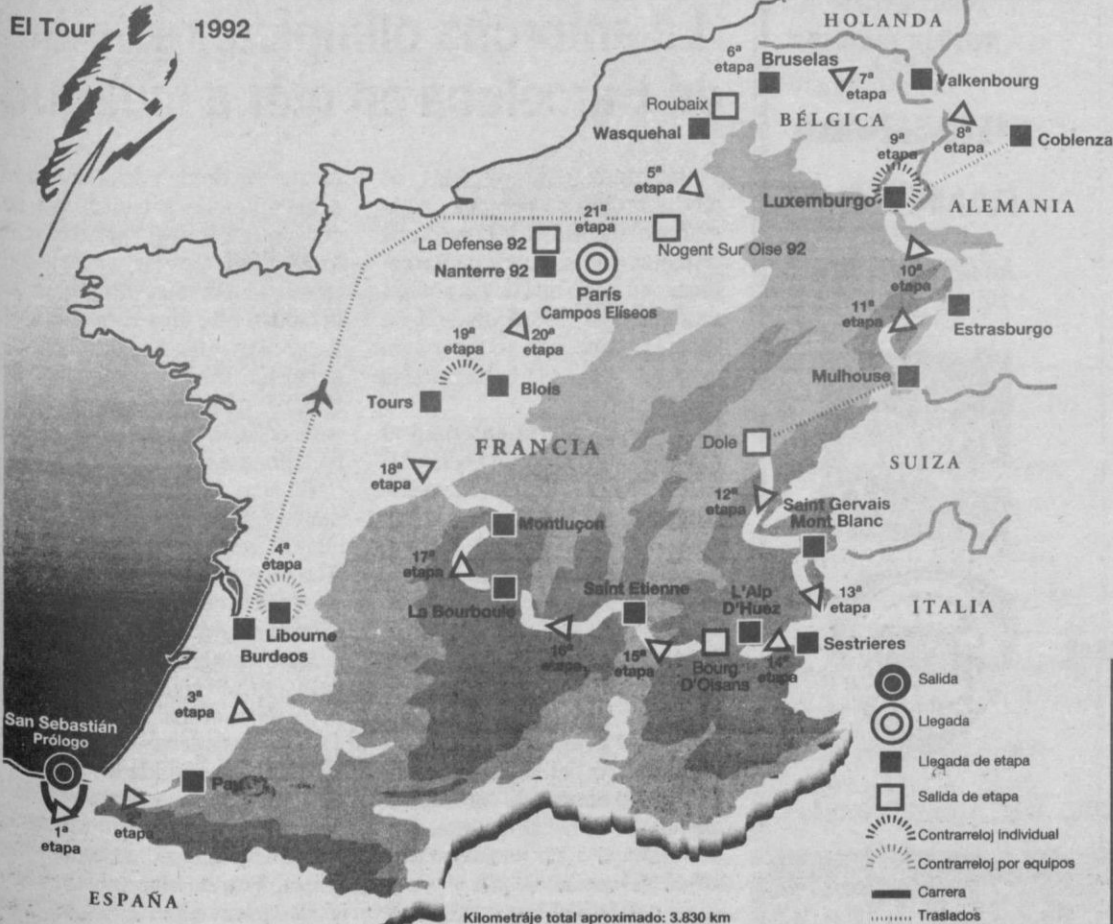 El Tour 1992
HOLANDA
6ª
etapa
Bruselas
7ª
etapa
Valkenbourg
Roubaix
Wasquehal
BÉLGICA
8ª
etapa
Coblenza
9ª
etapa
5ª
etapa
Luxemburgo
ALEMANIA
21ª
etapa
La Defense 92
Nanterre 92
Nogent Sur Oise 92
París
Campos Elíseos
10ª
etapa
11ª
etapa
Estrasburgo
19ª
etapa
20ª
etapa
Tours
Blois
Mulhouse
FRANCIA
Dole
SUIZA
18ª
etapa
12ª
etapa
Saint Gervais
Mont Blanc
Montluçon
17ª
etapa
4ª
etapa
La Bourboule
Saint Etienne
L'Alp
D'Huez
13ª
etapa
ITALIA
Libourne
Burdeos
16ª
etapa
15ª
etapa
Bourg
D'Oisans
14ª
etapa
Sestrieres
3ª
etapa
San Sebastián
Prólogo
Pau
1ª
etapa
etapa
ESPAÑA
Salida
Llegada
Llegada de etapa
Salida de etapa
Contrarreloj individual
Contrarreloj por equipos
Carrera
Traslados
Kilometráje total aproximado: 3.830 km